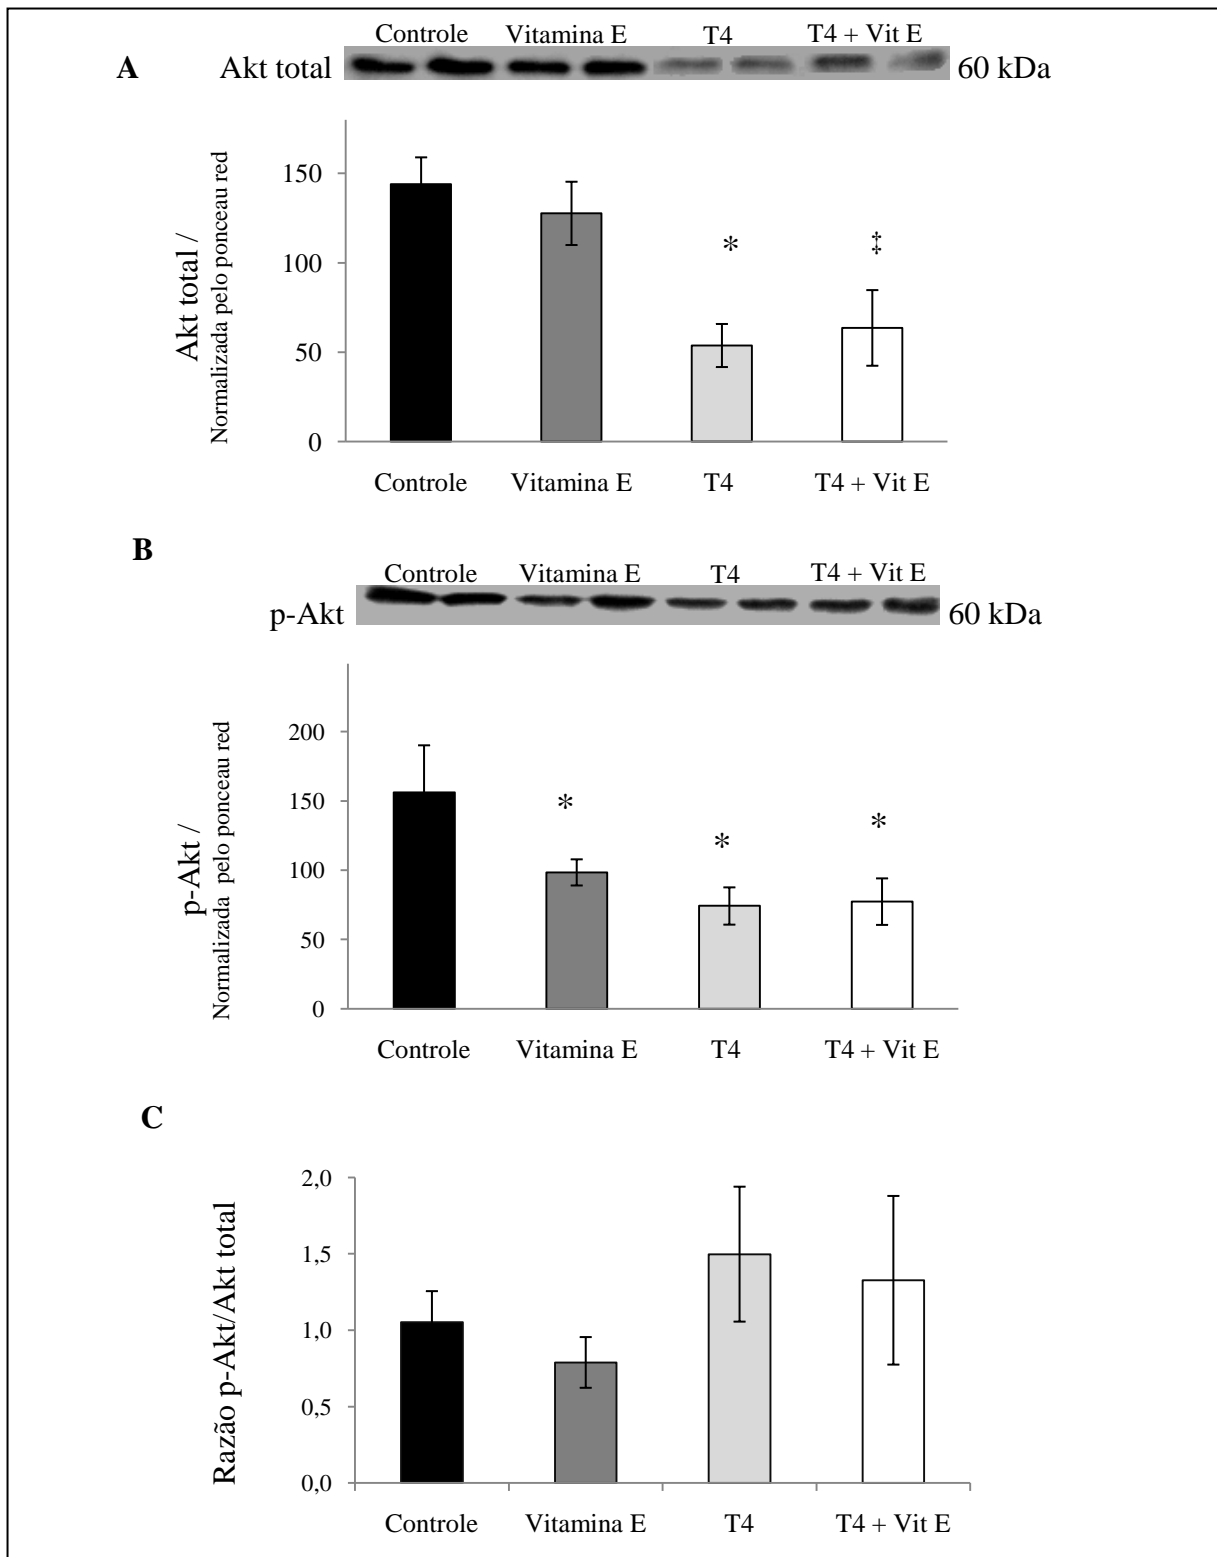 Controle Vitamina E T4 T4 + Vit E
A Akt total 60 kDa
Akt total /
Normalizada pelo ponceau red
150
100
50
0
*
‡
Controle Vitamina E T4 T4 + Vit E
B
Controle Vitamina E T4 T4 + Vit E
p-Akt 60 kDa
p-Akt /
Normalizada pelo ponceau red
200
150
100
50
0
*
*
*
Controle Vitamina E T4 T4 + Vit E
C
Razão p-Akt/Akt total
2,0
1,5
1,0
0,5
0,0
Controle Vitamina E T4 T4 + Vit E